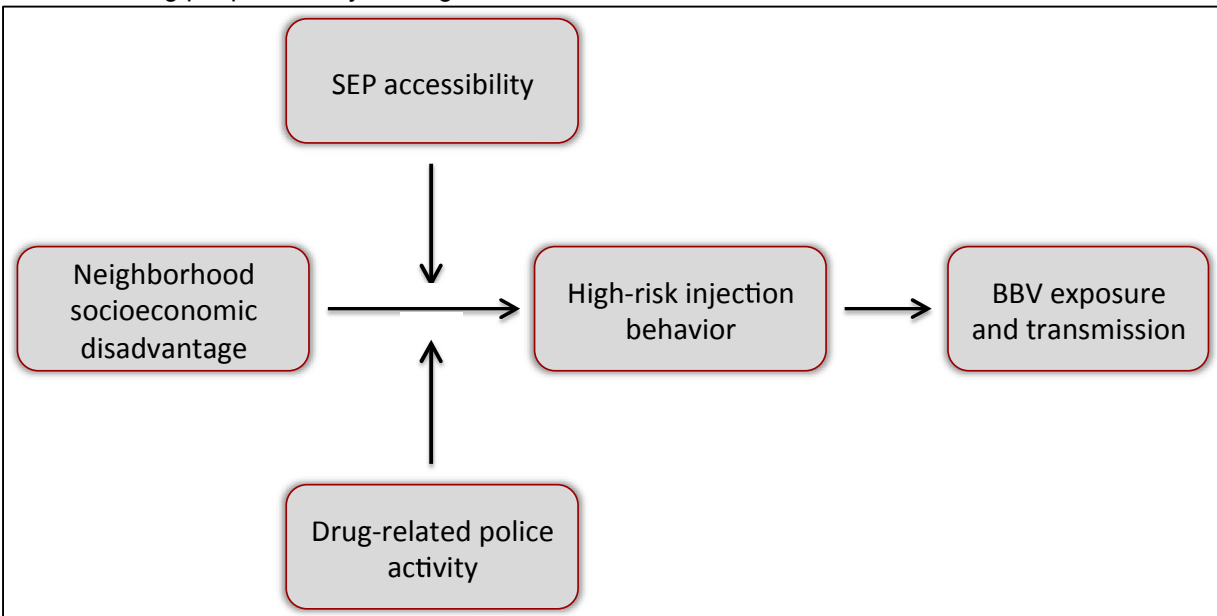 SEP accessibility
Neighborhood
socioeconomic
disadvantage
High-risk injection
behavior
BBV exposure
and transmission
Drug-related police
activity